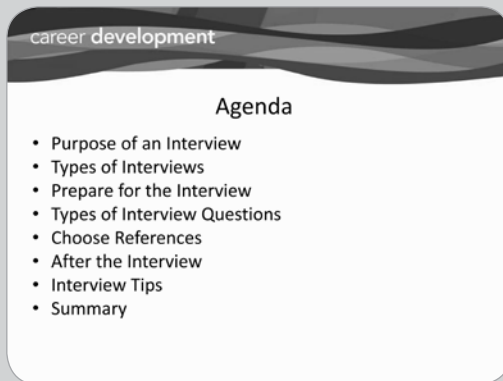 career development
Agenda
• Purpose of an Interview
• Types of Interviews
• Prepare for the Interview
• Types of Interview Questions
• Choose References
• After the Interview
• Interview Tips
• Summary